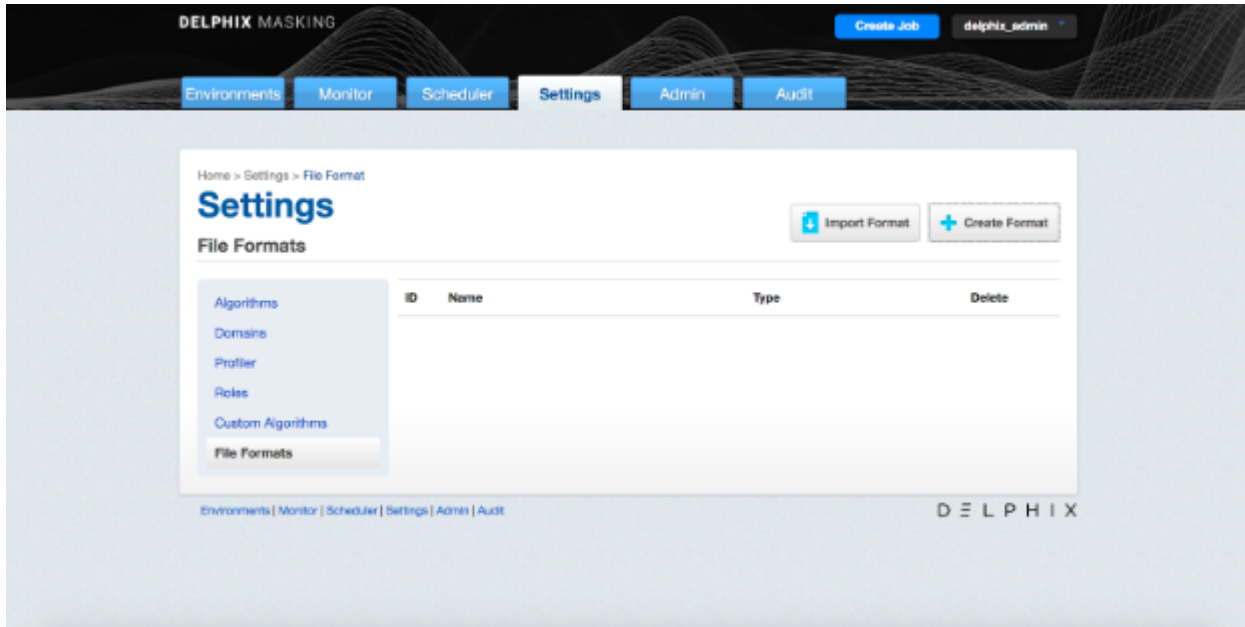 DELPHIX MASKING
Create Job
delphix_admin
Environments Monitor Scheduler Settings Admin Audit
Home > Settings > File Format
Settings
Import Format
Create Format
File Formats
Algorithms
ID Name Type Delete
Domains
Profiler
Roles
Custom Algorithms
File Formats
Environments | Monitor | Scheduler | Settings | Admin | Audit
DELPHIX